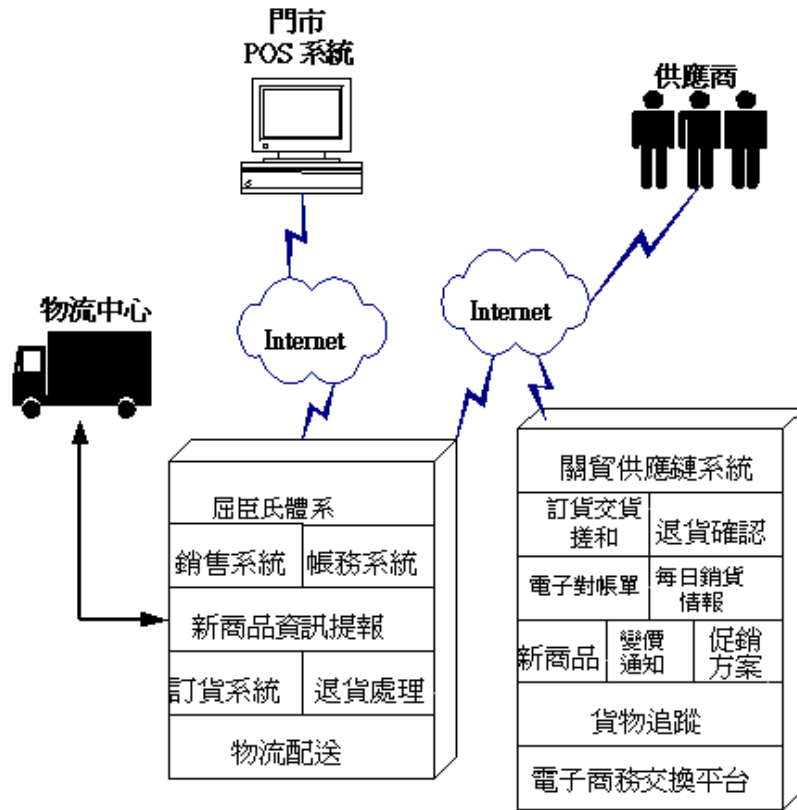 門市
POS 系統
供應商
物流中心
Internet
Internet
屈臣氏體系
銷售系統
帳務系統
新商品資訊提報
訂貨系統
退貨處理
物流配送
關貿供應鏈系統
訂貨交貨
搓和
退貨確認
電子對帳單
每日銷貨
情報
新商品
變價
通知
促銷
方案
貨物追蹤
電子商務交換平台